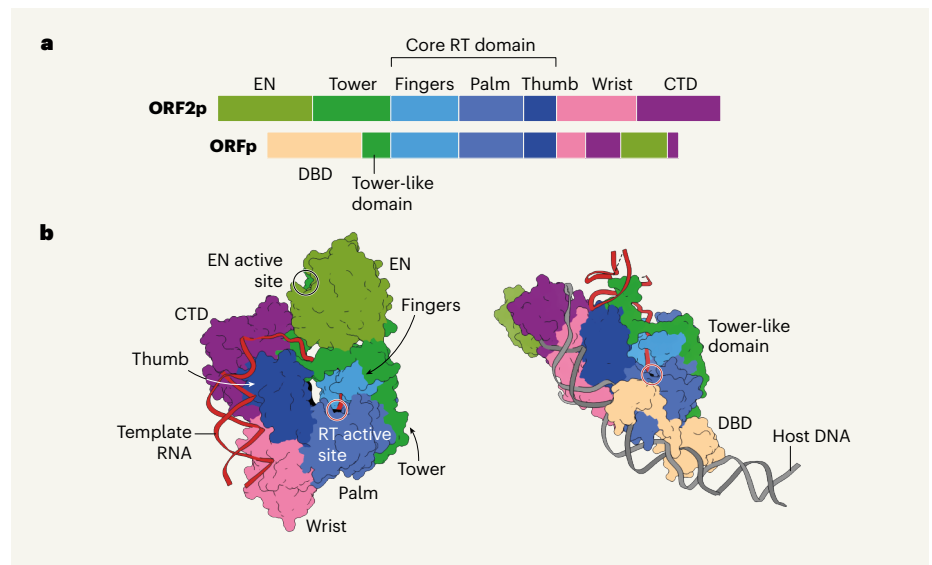 a
Core RT domain
EN Tower Fingers Palm Thumb Wrist CTD
ORF2p
ORFp
DBD
Tower-like
domain
b
EN active
site
EN
CTD
Fingers
Thumb
Template
RNA
RT active
site
Tower
Palm
Wrist
Tower-like
domain
DBD
Host DNA